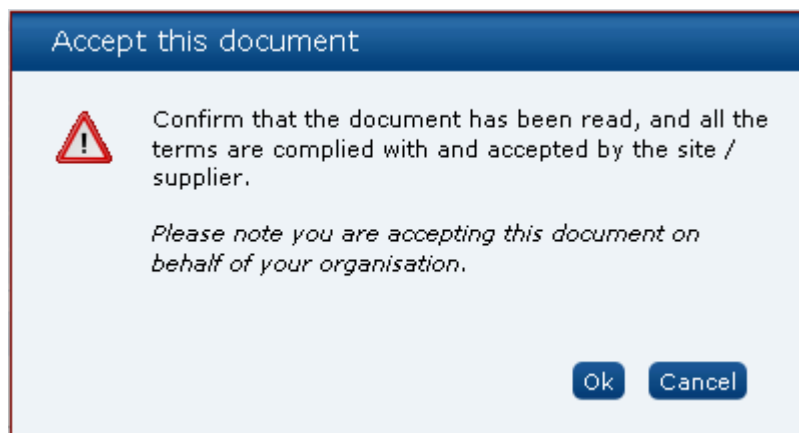 Accept this document
Confirm that the document has been read, and all the
terms are complied with and accepted by the site /
supplier.
Please note you are accepting this document on
behalf of your organisation.
Ok Cancel